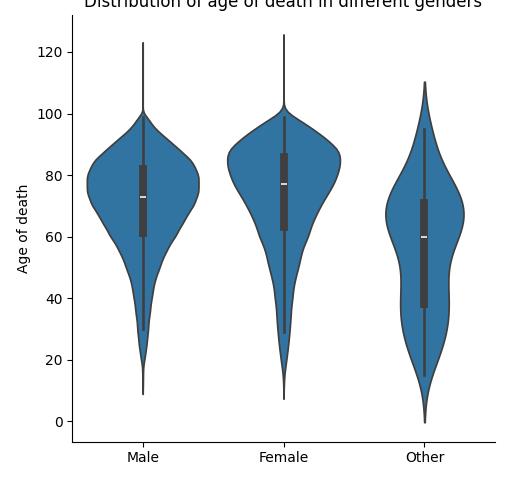 Distribution of age of death in different genders
120
100
80
60
40
20
0
Age of death
Male Female Other